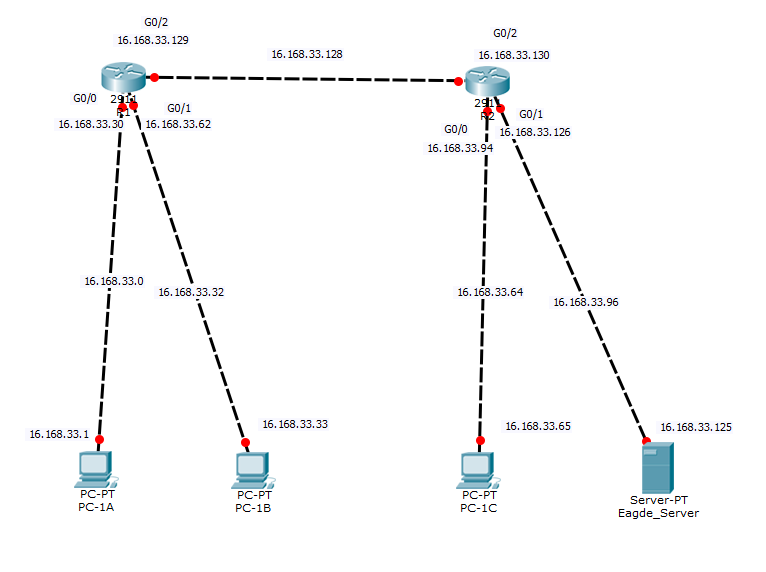 G0/2
16.168.33.129
16.168.33.128
G0/2
16.168.33.130
G0/0
2911
R1
G0/1
16.168.33.30
16.168.33.62
G0/0
G0/1
16.168.33.94
16.168.33.126
16.168.33.0
16.168.33.32
16.168.33.64
16.168.33.96
16.168.33.1
16.168.33.33
16.168.33.65
16.168.33.125
PC-PT
PC-1A
PC-PT
PC-1B
PC-PT
PC-1C
Server-PT
Eagde_Server